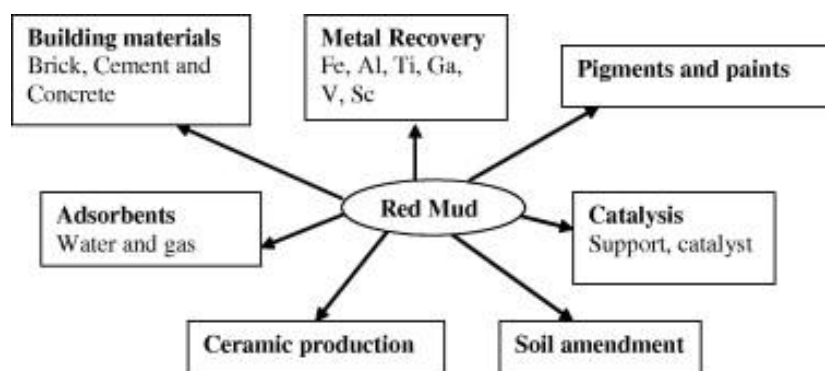 Building materials
Brick, Cement and
Concrete
Metal Recovery
Fe, Al, Ti, Ga,
V, Sc
Pigments and paints
Red Mud
Adsorbents
Water and gas
Catalysis
Support, catalyst
Ceramic production
Soil amendment